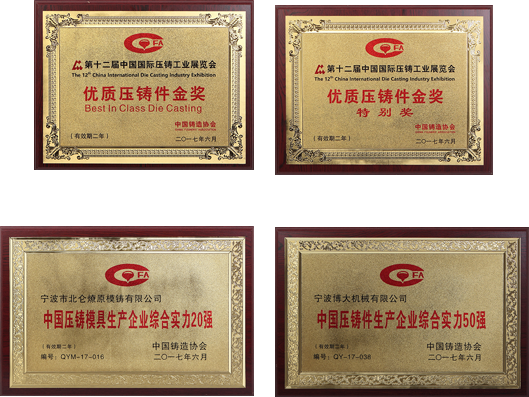 CFA
第十二届中国国际压铸工业展览会
The 12th China International Die Casting Industry Exhibition
优质压铸件金奖
Best in Class Die Casting
中国铸造协会
（有效期二年）
二〇一七年六月
CFA
第十二届中国国际压铸工业展览会
The 12th China International Die Casting Industry Exhibition
优质压铸件金奖
特别奖
中国铸造协会
（有效期二年）
二〇一七年六月
CFA
宁波市北仑燎原模铸有限公司
中国压铸模具生产企业综合实力20强
（有效期二年）
中国铸造协会
编号：QYM-17-016
二〇一七年六月
CFA
宁波博大机械有限公司
中国压铸件生产企业综合实力50强
（有效期二年）
中国铸造协会
编号：QY-17-038
二〇一七年六月